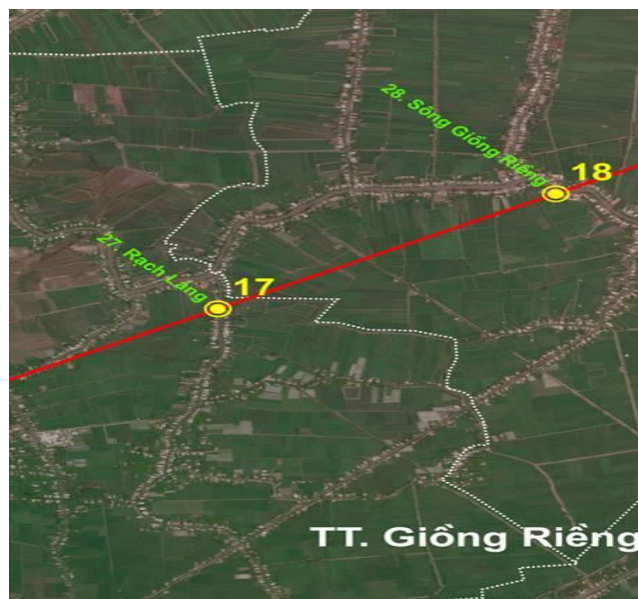 28. Sông Giồng Riềng
18
27. Rạch Láng
17
TT. Giồng Riềng